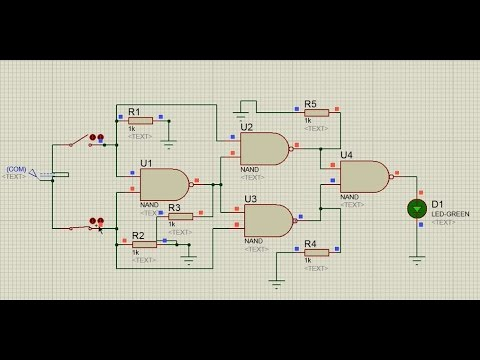 R1
1k
<TEXT>
R5
1k
<TEXT>
U2
NAND
<TEXT>
U4
NAND
<TEXT>
(COM)
<TEXT>
U1
NAND
<TEXT>
R3
1k
<TEXT>
U3
NAND
<TEXT>
D1
LED-GREEN
<TEXT>
R2
1k
<TEXT>
R4
1k
<TEXT>